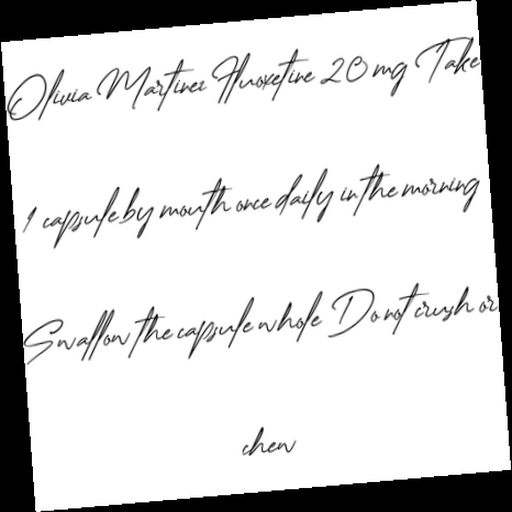 Olivia Martinez Fluoxetine 20 mg Take
1 capsule by mouth once daily in the morning
Swallow the capsule whole Do not crush or
chew